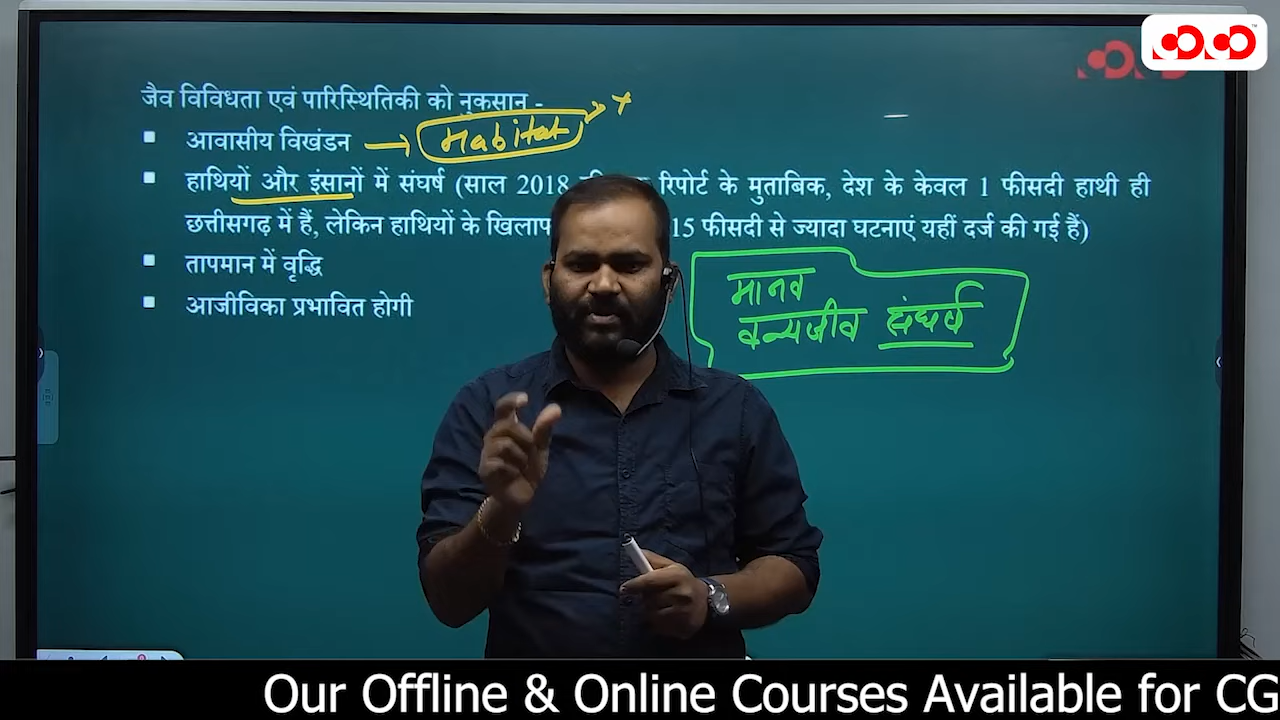 जैव विविधता एवं पारिस्थितिकी को नुकसान -
▪ आवासीय विखंडन → Habitat
▪ हाथियों और इंसानों में संघर्ष (साल 2018 रिपोर्ट के मुताबिक, देश के केवल 1 फीसदी हाथी ही
छत्तीसगढ़ में हैं, लेकिन हाथियों के खिलाफ 15 फीसदी से ज्यादा घटनाएं यहीं दर्ज की गई हैं)
▪ तापमान में वृद्धि
▪ आजीविका प्रभावित होगी
मानव
वन्यजीव संघर्ष
Our Offline & Online Courses Available for CG